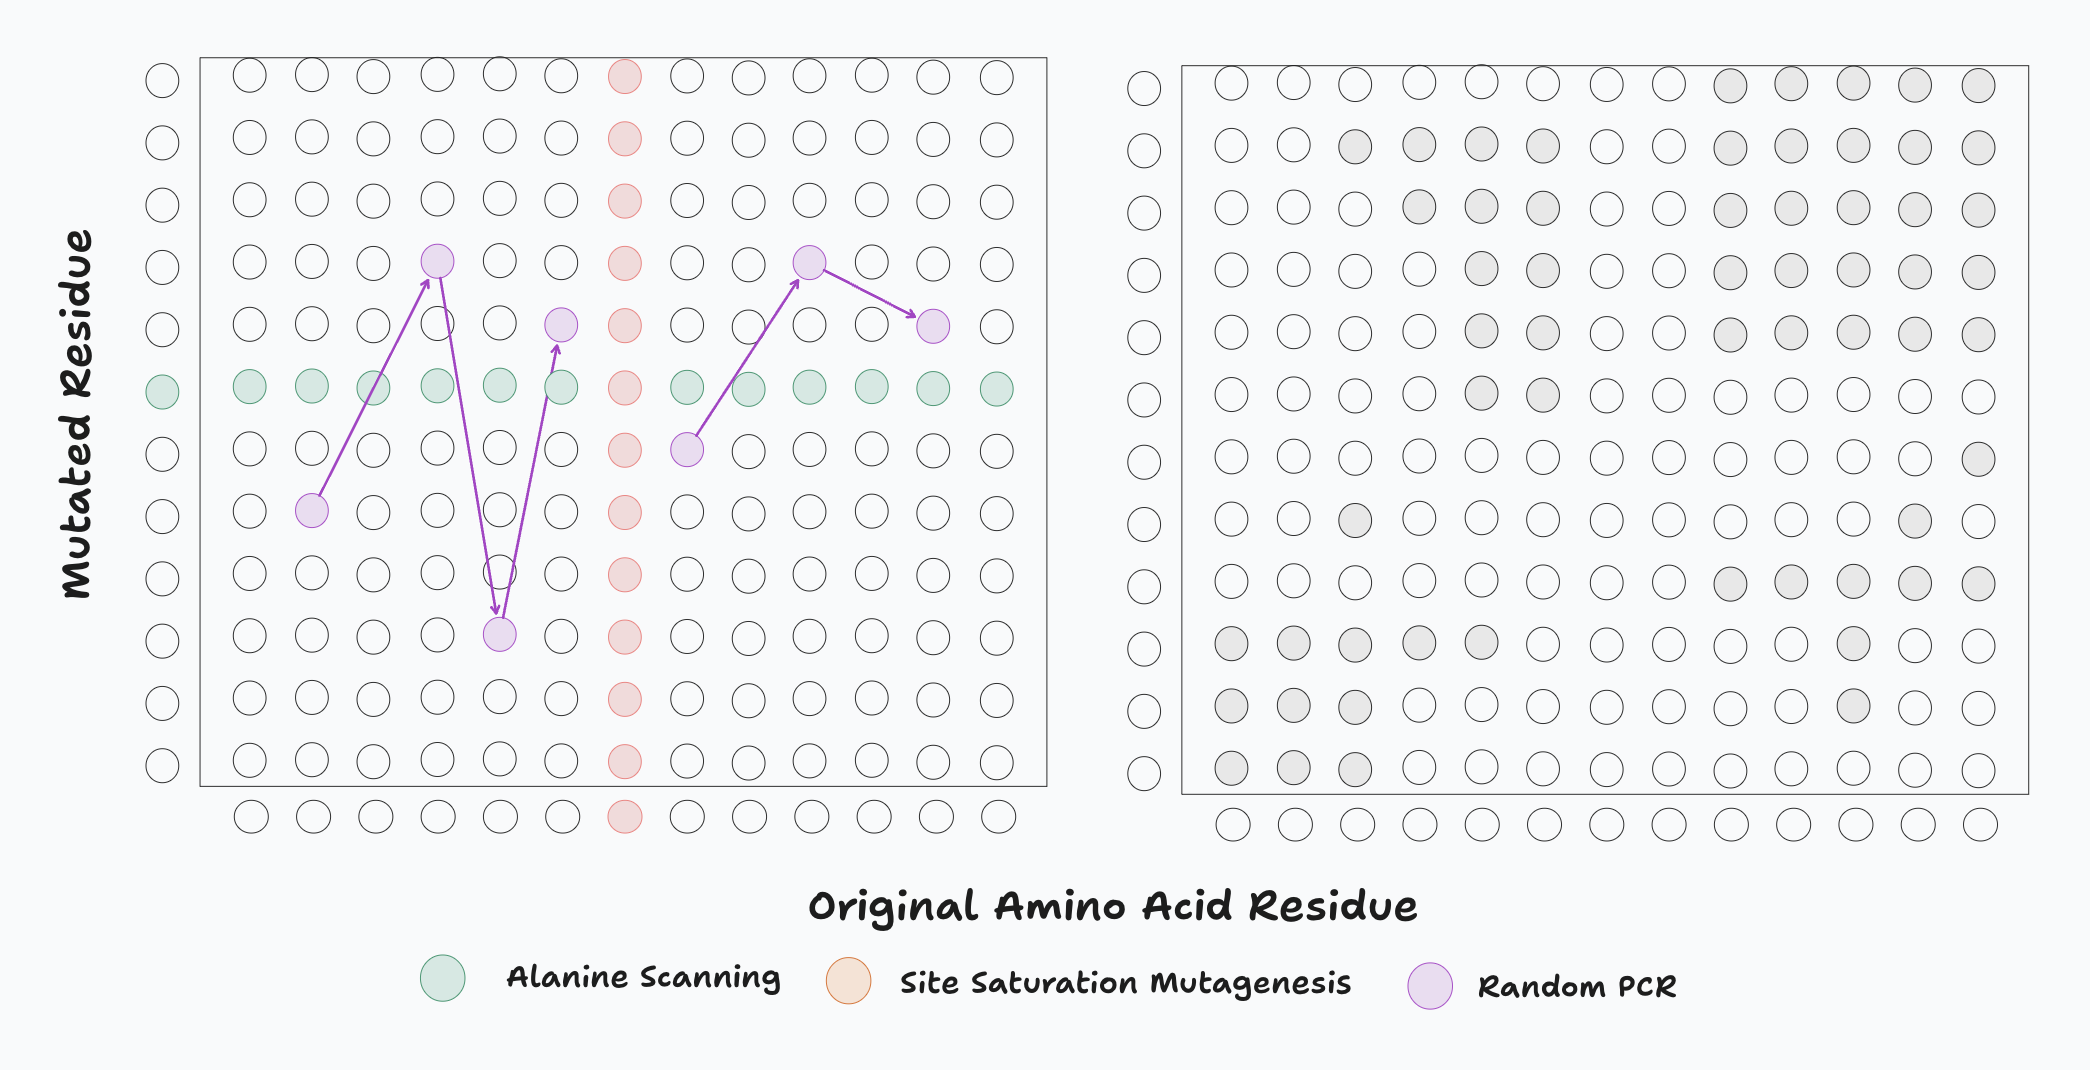 Mutated Residue
Original Amino Acid Residue
Alanine Scanning
Site Saturation Mutagenesis
Random PCR